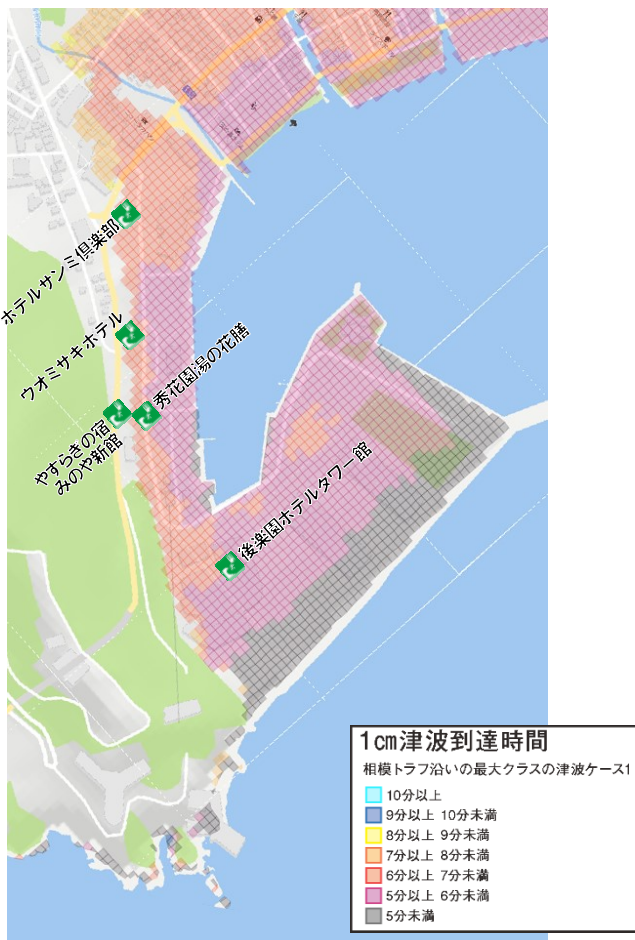 ホテルサンミ倶楽部
ウオミサキホテル
秀花園湯の花膳
やすらぎの宿
みのや新館
後楽園ホテルタワー館
1cm津波到達時間
相模トラフ沿いの最大クラスの津波ケース1
10分以上
9分以上 10分未満
8分以上 9分未満
7分以上 8分未満
6分以上 7分未満
5分以上 6分未満
5分未満